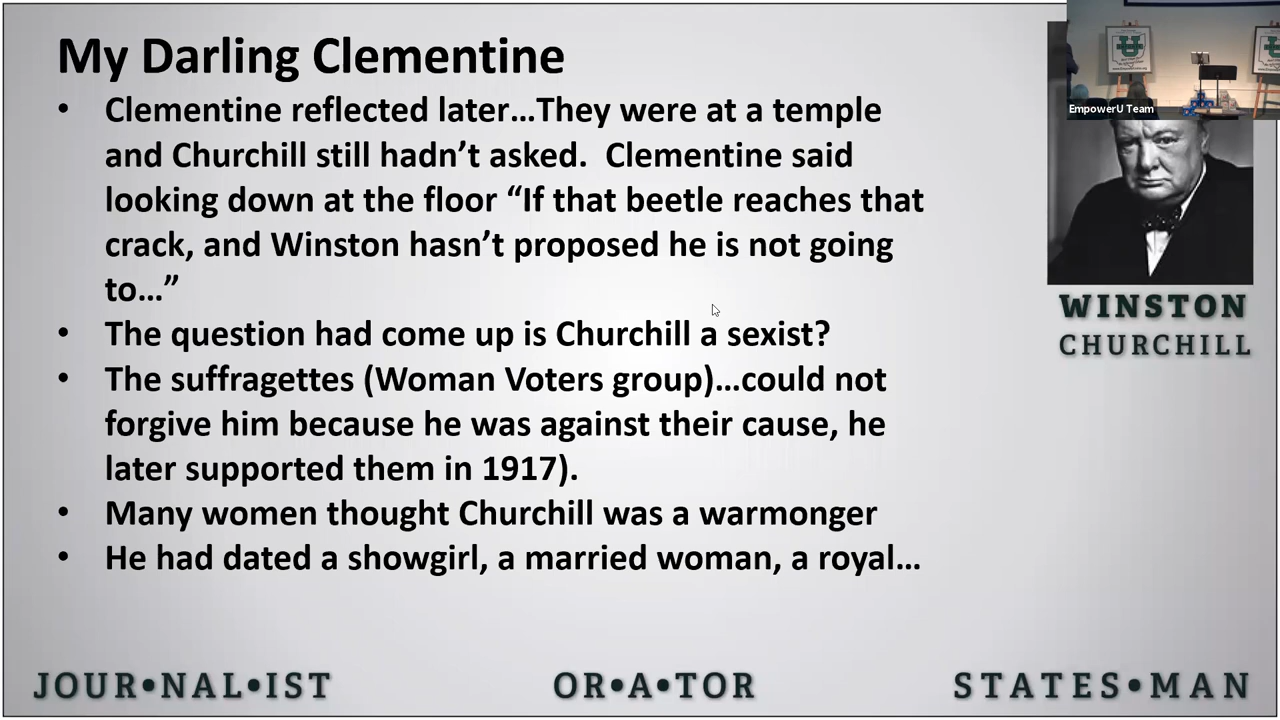 My Darling Clementine
• Clementine reflected later...They were at a temple
and Churchill still hadn’t asked.  Clementine said
looking down at the floor “If that beetle reaches that
crack, and Winston hasn’t proposed he is not going
to...”
• The question had come up is Churchill a sexist?
• The suffragettes (Woman Voters group)...could not
forgive him because he was against their cause, he
later supported them in 1917).
• Many women thought Churchill was a warmonger
• He had dated a showgirl, a married woman, a royal...
EmpowerU Team
WINSTON
CHURCHILL
JOUR•NAL•IST
OR•A•TOR
STATES•MAN